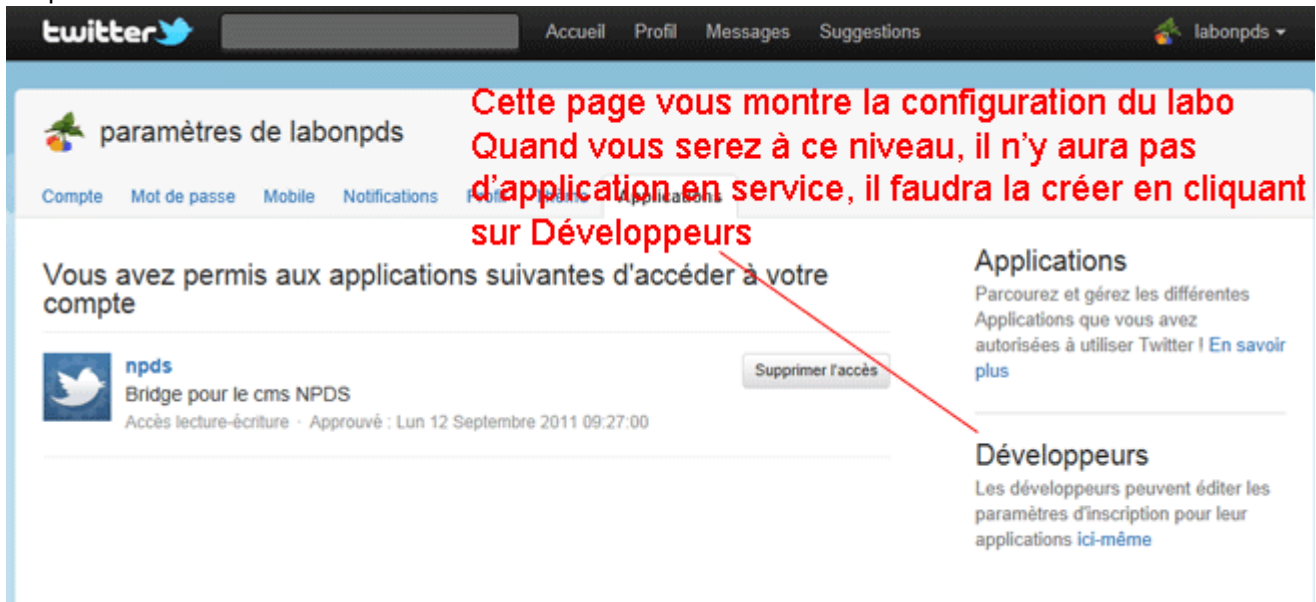 twitter
Accueil Profil Messages Suggestions
labonpds
paramètres de labonpds
Cette page vous montre la configuration du labo
Quand vous serez à ce niveau, il n'y aura pas
d'application en service, il faudra la créer en cliquant
sur Développeurs
Compte Mot de passe Mobile Notifications Profil Thème Applications
Vous avez permis aux applications suivantes d'accéder à votre
compte
npds
Bridge pour le cms NPDS
Accès lecture-écriture · Approuvé : Lun 12 Septembre 2011 09:27:00
Supprimer l'accès
Applications
Parcourez et gérez les différentes
Applications que vous avez
autorisées à utiliser Twitter ! En savoir
plus
Développeurs
Les développeurs peuvent éditer les
paramètres d'inscription pour leur
applications ici-même